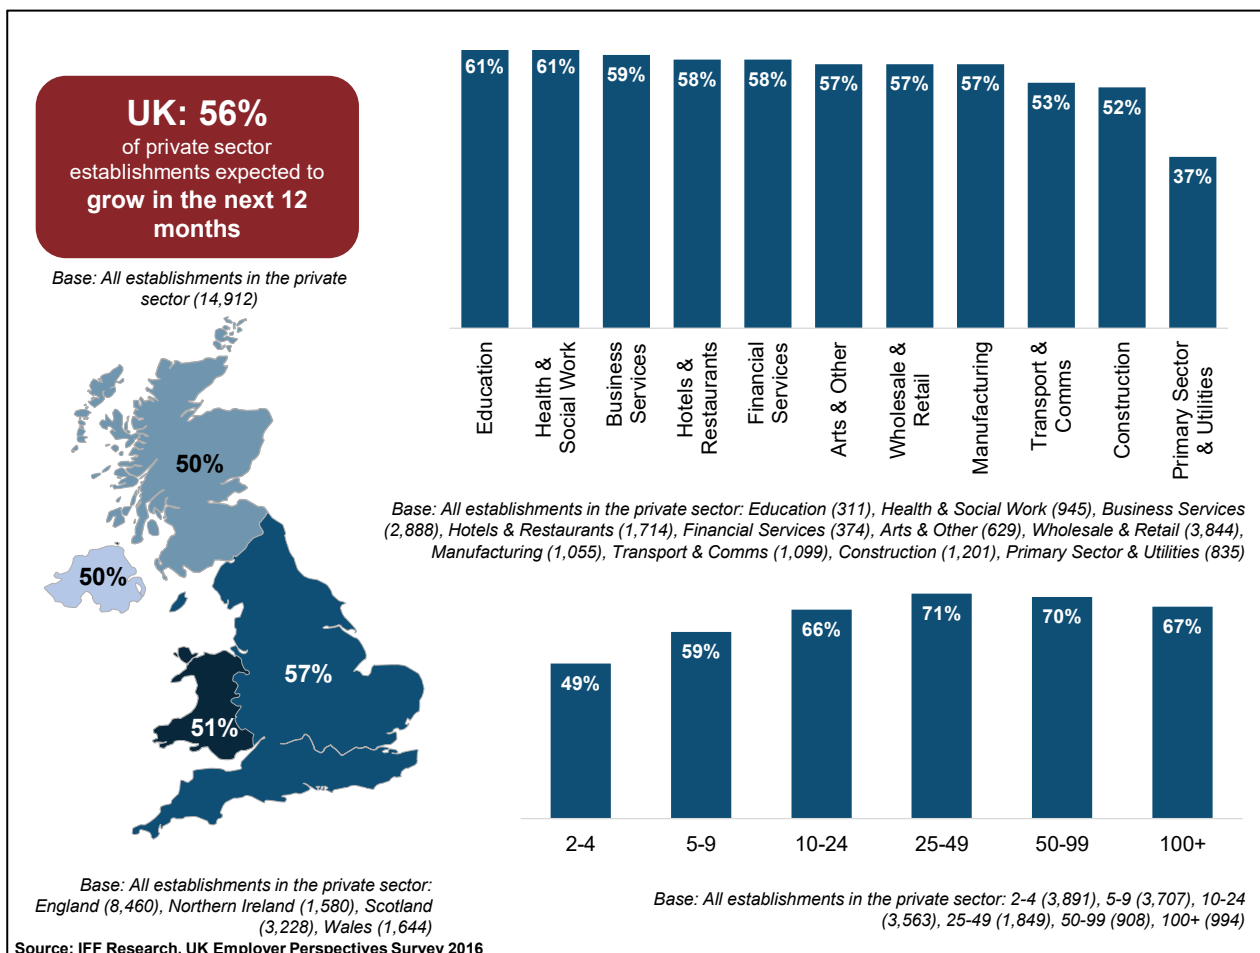 UK: 56%
of private sector
establishments expected to
grow in the next 12
months
Base: All establishments in the private
sector (14,912)
50%
50%
57%
51%
Base: All establishments in the private sector:
England (8,460), Northern Ireland (1,580), Scotland
(3,228), Wales (1,644)
Source: IFF Research, UK Employer Perspectives Survey 2016
61%
61%
59%
58%
58%
57%
57%
57%
53%
52%
37%
Education
Health &
Social Work
Business
Services
Hotels &
Restaurants
Financial
Services
Arts & Other
Wholesale &
Retail
Manufacturing
Transport &
Comms
Construction
Primary Sector
& Utilities
Base: All establishments in the private sector: Education (311), Health & Social Work (945), Business Services
(2,888), Hotels & Restaurants (1,714), Financial Services (374), Arts & Other (629), Wholesale & Retail (3,844),
Manufacturing (1,055), Transport & Comms (1,099), Construction (1,201), Primary Sector & Utilities (835)
49%
59%
66%
71%
70%
67%
2-4
5-9
10-24
25-49
50-99
100+
Base: All establishments in the private sector: 2-4 (3,891), 5-9 (3,707), 10-24
(3,563), 25-49 (1,849), 50-99 (908), 100+ (994)